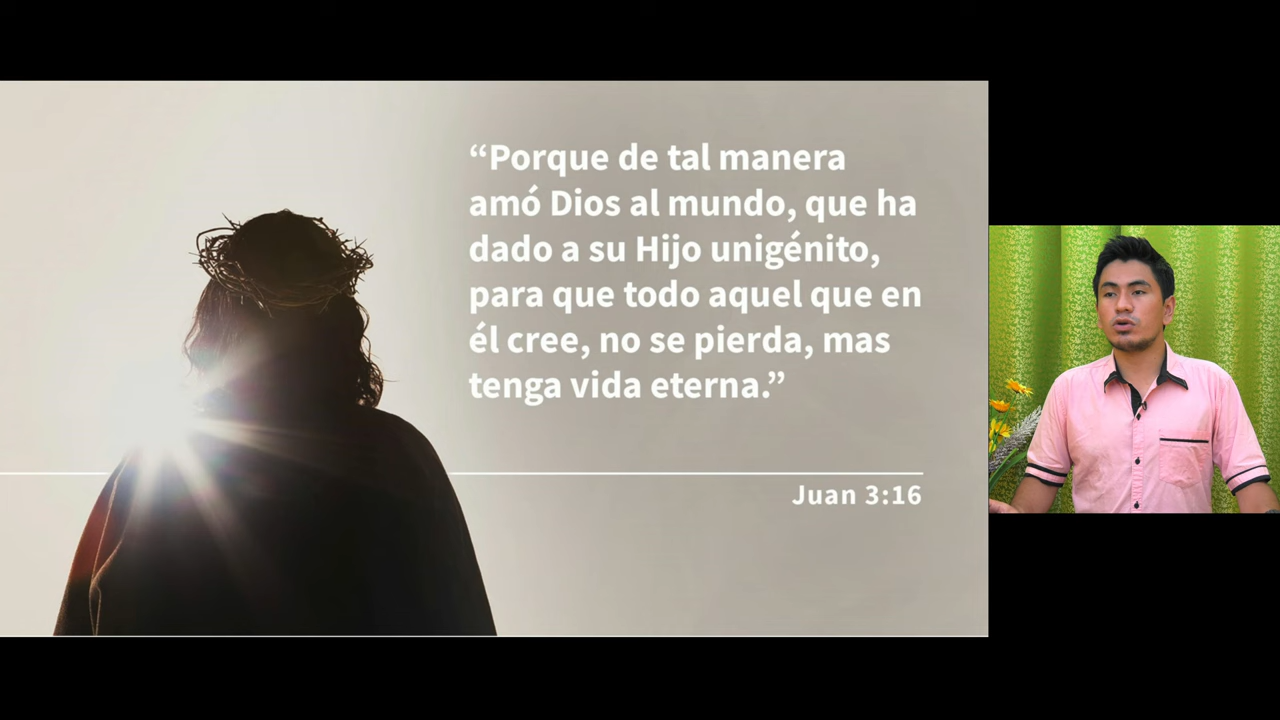 “Porque de tal manera
amó Dios al mundo, que ha
dado a su Hijo unigénito,
para que todo aquel que en
él cree, no se pierda, mas
tenga vida eterna.”
Juan 3:16